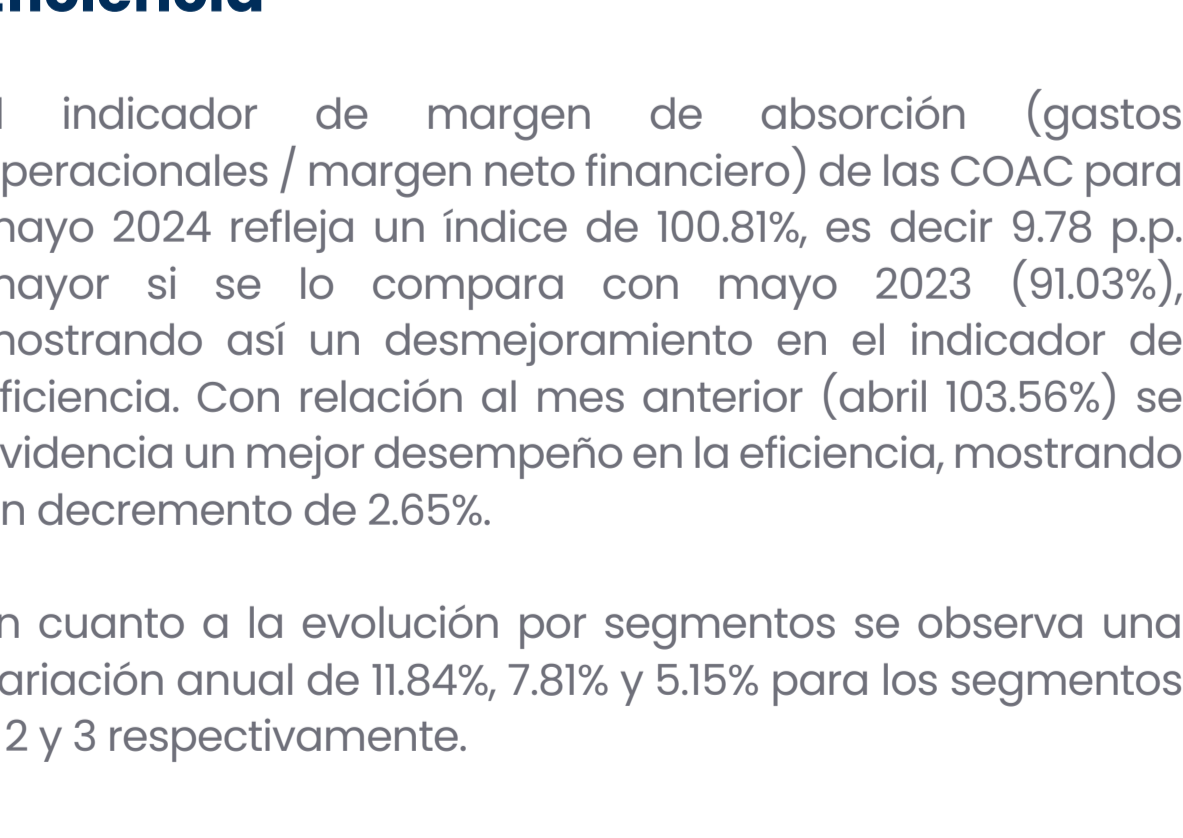 indicador de margen de absorción (gastos
peracionales / margen neto financiero) de las COAC para
mayo 2024 refleja un índice de 100.81%, es decir 9.78 p.p.
mayor si se lo compara con mayo 2023 (91.03%),
mostrando así un desmejoramiento en el indicador de
ficiencia. Con relación al mes anterior (abril 103.56%) se
videncia un mejor desempeño en la eficiencia, mostrando
n decremento de 2.65%.
n cuanto a la evolución por segmentos se observa una
ariación anual de 11.84%, 7.81% y 5.15% para los segmentos
2 y 3 respectivamente.